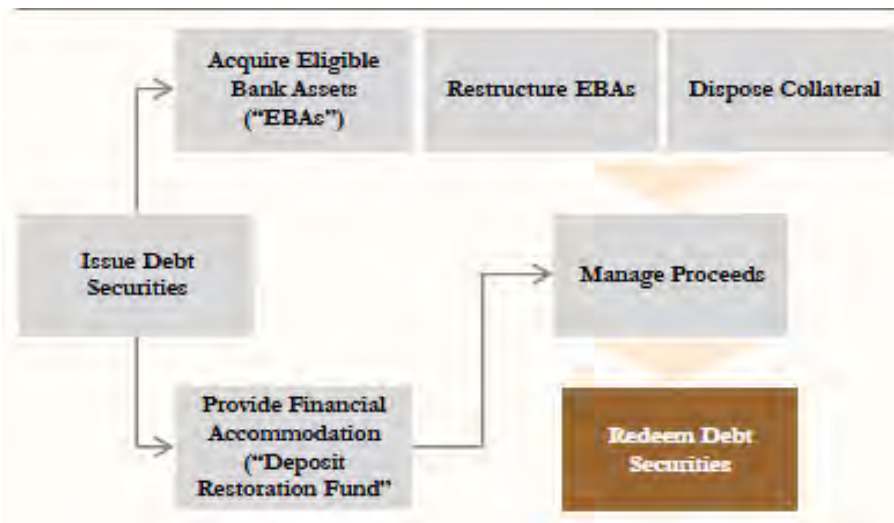 Acquire Eligible
Bank Assets
(“EBAs”)
Restructure EBAs
Dispose Collateral
Issue Debt
Securities
Manage Proceeds
Provide Financial
Accommodation
(“Deposit
Restoration Fund”
Redeem Debt
Securities